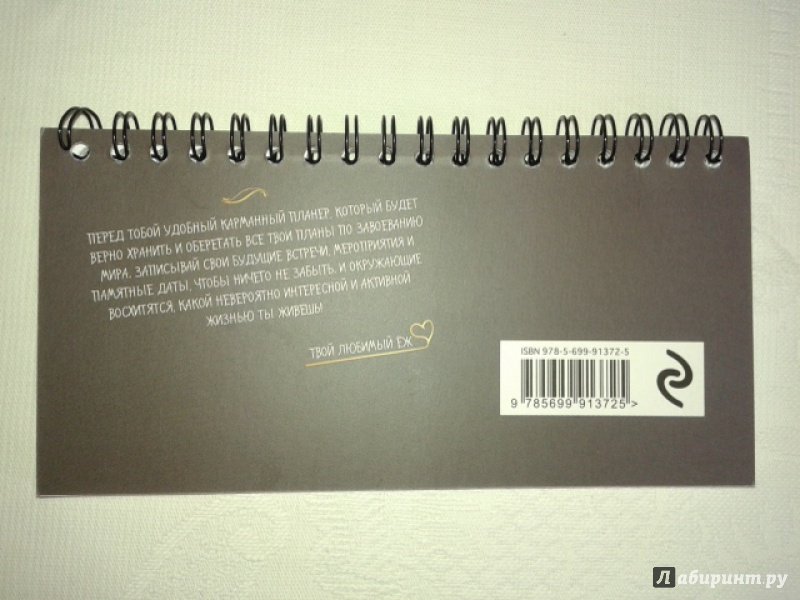 ПЕРЕД ТОБОЙ УДОБНЫЙ КАРМАННЫЙ ПЛАНЕР, КОТОРЫЙ БУДЕТ
ВЕРНО ХРАНИТЬ И ОБЕРЕГАТЬ ВСЕ ТВОИ ПЛАНЫ ПО ЗАВОЕВАНИЮ
МИРА. ЗАПИСЫВАЙ СВОИ БУДУЩИЕ ВСТРЕЧИ, МЕРОПРИЯТИЯ И
ПАМЯТНЫЕ ДАТЫ, ЧТОБЫ НИЧЕГО НЕ ЗАБЫТЬ, И ОКРУЖАЮЩИЕ
ВОСХИТЯТСЯ, КАКОЙ НЕВЕРОЯТНО ИНТЕРЕСНОЙ И АКТИВНОЙ
ЖИЗНЬЮ ТЫ ЖИВЕШЬ!
ТВОЙ ЛЮБИМЫЙ ЁЖ
ISBN 978-5-699-91372-5
9 785699 913725 >
Лабиринт.ру